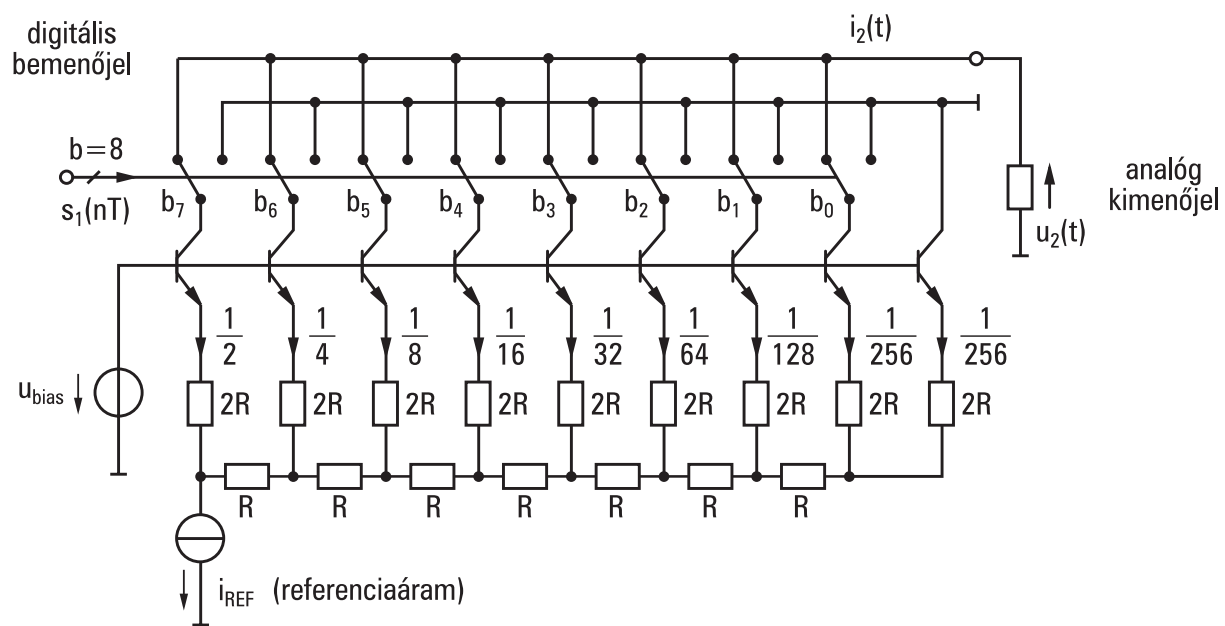 digitális
bemenőjel
i₂(t)
b=8
s₁(nT)
b₇ b₆ b₅ b₄ b₃ b₂ b₁ b₀
analóg
kimenőjel
u₂(t)
1/2 1/4 1/8 1/16 1/32 1/64 1/128 1/256 1/256
u_bias
2R 2R 2R 2R 2R 2R 2R 2R 2R
R R R R R R R
i_REF (referenciaáram)